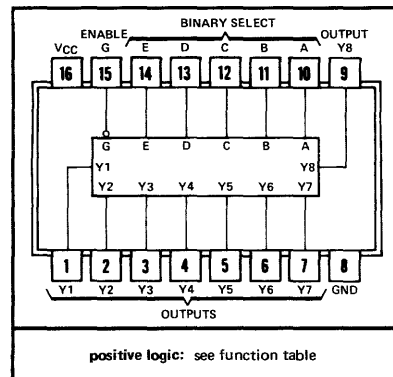 BINARY SELECT
ENABLE OUTPUT
VCC G E D C B A Y8
16 15 14 13 12 11 10 9
G E D C B A
Y1 Y8
Y2 Y3 Y4 Y5 Y6 Y7
1 2 3 4 5 6 7 8
Y1 Y2 Y3 Y4 Y5 Y6 Y7 GND
OUTPUTS
positive logic: see function table